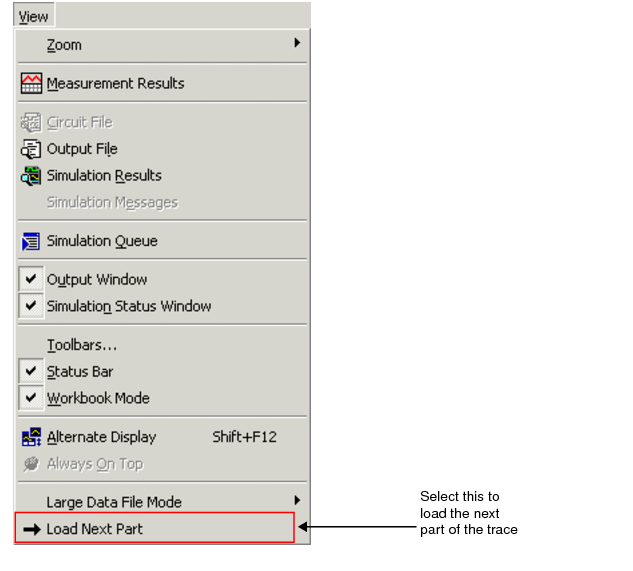 View
Zoom
Measurement Results
Circuit File
Output File
Simulation Results
Simulation Messages
Simulation Queue
Output Window
Simulation Status Window
Toolbars...
Status Bar
Workbook Mode
Alternate Display Shift+F12
Always On Top
Large Data File Mode
Load Next Part
Select this to
load the next
part of the trace